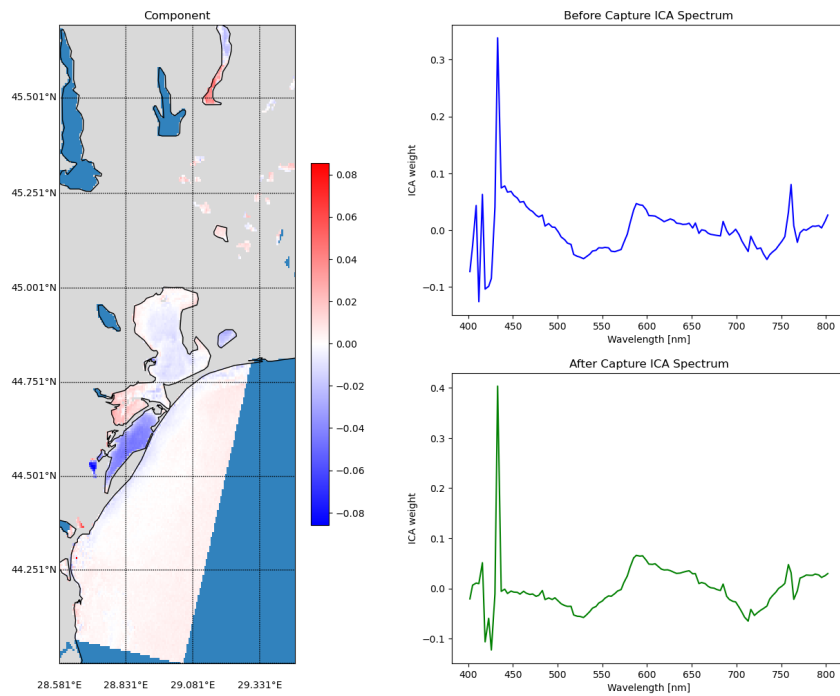 Component
45.501°N
45.251°N
45.001°N
44.751°N
44.501°N
44.251°N
28.581°E 28.831°E 29.081°E 29.331°E
0.08
0.06
0.04
0.02
0.00
−0.02
−0.04
−0.06
−0.08
Before Capture ICA Spectrum
ICA weight
0.3
0.2
0.1
0.0
−0.1
400 450 500 550 600 650 700 750 800
Wavelength [nm]
After Capture ICA Spectrum
ICA weight
0.4
0.3
0.2
0.1
0.0
−0.1
400 450 500 550 600 650 700 750 800
Wavelength [nm]